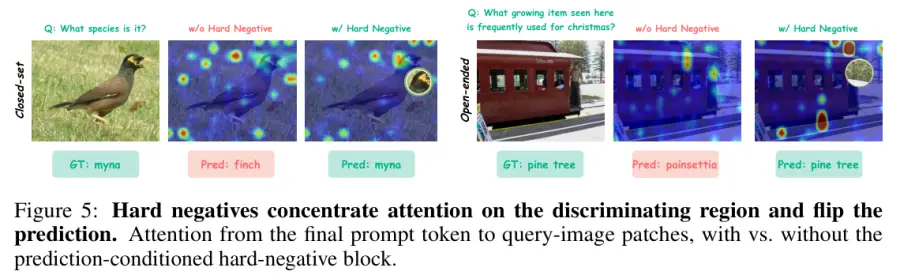 Q: What species is it?
w/o Hard Negative
w/ Hard Negative
Closed-set
GT: myna
Pred: finch
Pred: myna
Q: What growing item seen here
is frequently used for christmas?
w/o Hard Negative
w/ Hard Negative
Open-ended
GT: pine tree
Pred: poinsettia
Pred: pine tree
Figure 5: Hard negatives concentrate attention on the discriminating region and flip the
prediction. Attention from the final prompt token to query-image patches, with vs. without the
prediction-conditioned hard-negative block.